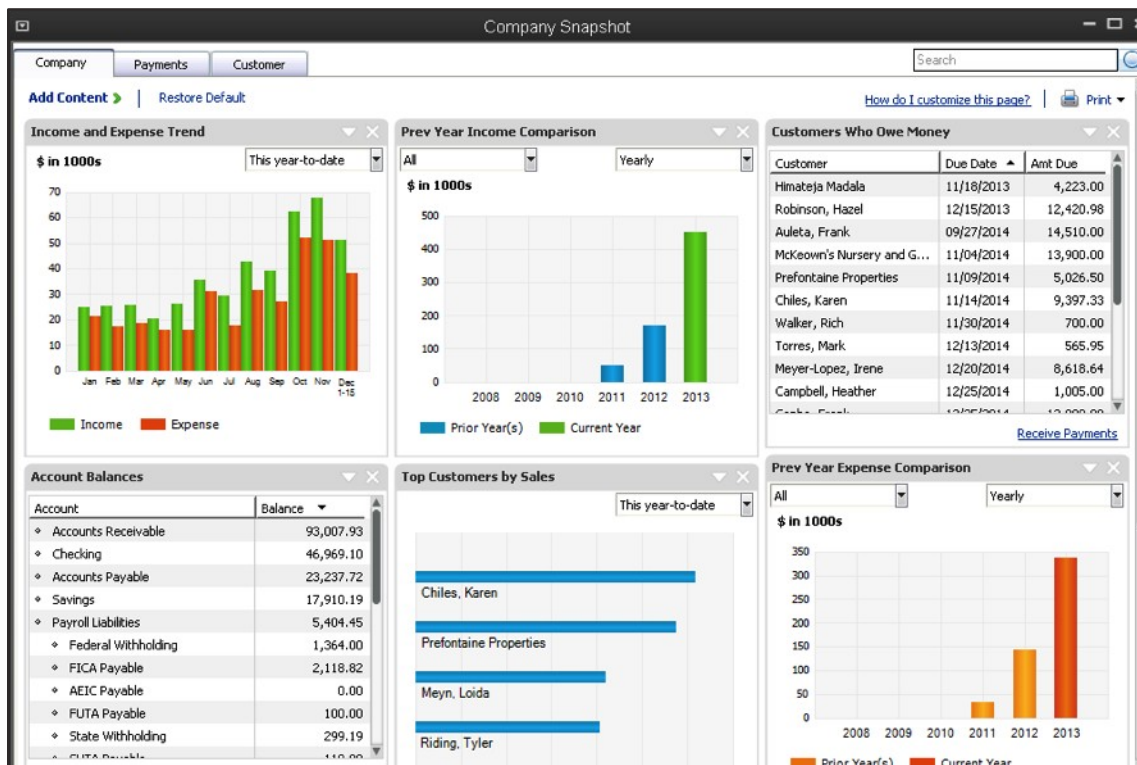 Company Snapshot
Company Payments Customer Search
Add Content Restore Default How do I customize this page? Print
Income and Expense Trend
$ in 1000s This year-to-date
70
60
50
40
30
20
10
0
Jan Feb Mar Apr May Jun Jul Aug Sep Oct Nov Dec 1-15
Income Expense
Prev Year Income Comparison
All Yearly
$ in 1000s
500
400
300
200
100
0
2008 2009 2010 2011 2012 2013
Prior Year(s) Current Year
Customers Who Owe Money
Customer Due Date Amt Due
Himateja Madala 11/18/2013 4,223.00
Robinson, Hazel 12/15/2013 12,420.98
Auleta, Frank 09/27/2014 14,510.00
McKeown's Nursery and G... 11/04/2014 13,900.00
Prefontaine Properties 11/09/2014 5,026.50
Chiles, Karen 11/14/2014 9,397.33
Walker, Rich 11/30/2014 700.00
Torres, Mark 12/13/2014 565.95
Meyer-Lopez, Irene 12/20/2014 8,618.64
Campbell, Heather 12/25/2014 1,005.00
Receive Payments
Account Balances
Account Balance
Accounts Receivable 93,007.93
Checking 46,969.10
Accounts Payable 23,237.72
Savings 17,910.19
Payroll Liabilities 5,404.45
Federal Withholding 1,364.00
FICA Payable 2,118.82
AEIC Payable 0.00
FUTA Payable 100.00
State Withholding 299.19
Top Customers by Sales
This year-to-date
Chiles, Karen
Prefontaine Properties
Meyn, Loida
Riding, Tyler
Prev Year Expense Comparison
All Yearly
$ in 1000s
350
300
250
200
150
100
50
0
2008 2009 2010 2011 2012 2013
Prior Year(s) Current Year